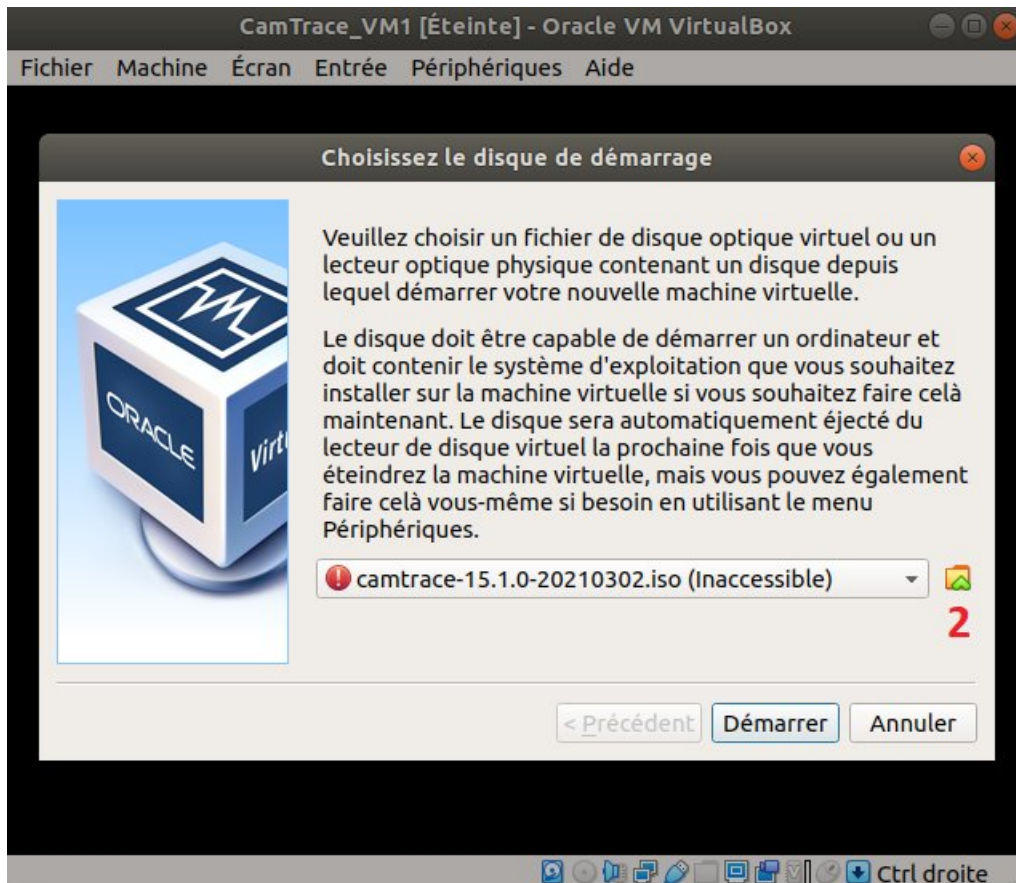 CamTrace_VM1 [Éteinte] - Oracle VM VirtualBox
Fichier Machine Écran Entrée Périphériques Aide
Choisissez le disque de démarrage
Veuillez choisir un fichier de disque optique virtuel ou un
lecteur optique physique contenant un disque depuis
lequel démarrer votre nouvelle machine virtuelle.
Le disque doit être capable de démarrer un ordinateur et
doit contenir le système d'exploitation que vous souhaitez
installer sur la machine virtuelle si vous souhaitez faire celà
maintenant. Le disque sera automatiquement éjecté du
lecteur de disque virtuel la prochaine fois que vous
éteindrez la machine virtuelle, mais vous pouvez également
faire celà vous-même si besoin en utilisant le menu
Périphériques.
ORACLE
Virt
camtrace-15.1.0-20210302.iso (Inaccessible)
2
< Précédent Démarrer Annuler
Ctrl droite